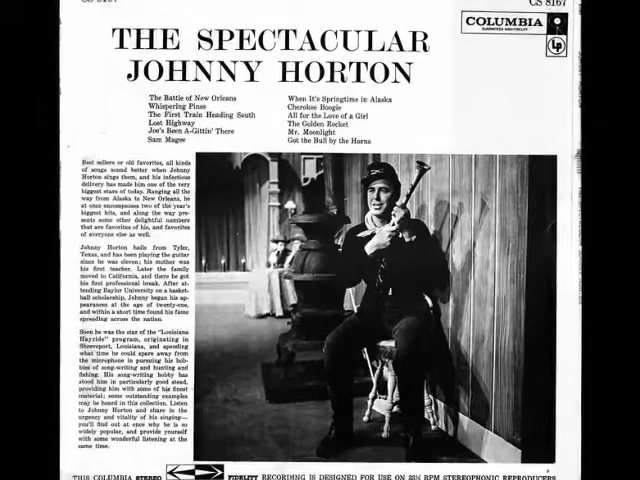 CS 8167
CS 8167
COLUMBIA
GUARANTEED HIGH-FIDELITY
LP
THE SPECTACULAR
JOHNNY HORTON
The Battle of New Orleans
Whispering Pines
The First Train Heading South
Lost Highway
Joe's Been A-Gittin' There
Sam Magee
When It's Springtime in Alaska
Cherokee Boogie
All for the Love of a Girl
The Golden Rocket
Mr. Moonlight
Got the Bull by the Horns
Best sellers or old favorites, all kinds
of songs sound better when Johnny
Horton sings them, and his infectious
delivery has made him one of the very
biggest stars of today. Ranging all the
way from Alaska to New Orleans, he
at once encompasses two of the year's
biggest hits, and along the way pre-
sents some other delightful numbers
that are favorites of his, and favorites
of everyone else as well.
Johnny Horton hails from Tyler,
Texas, and has been playing the guitar
since he was eleven; his mother was
his first teacher. Later the family
moved to California, and there he got
his first professional break. After at-
tending Baylor University on a basket-
ball scholarship, Johnny began his ap-
pearances at the age of twenty-one,
and within a short time found his fame
spreading across the nation.
Soon he was the star of the "Louisiana
Hayride" program, originating in
Shreveport, Louisiana, and spending
what time he could spare away from
the microphone in pursuing his hob-
bies of song-writing and hunting and
fishing. His song-writing hobby has
stood him in particularly good stead,
providing him with some of his finest
material; some outstanding examples
may be heard in this collection. Listen
to Johnny Horton and share in the
urgency and vitality of his singing—
you'll find out at once why he is so
widely popular, and provide yourself
with some wonderful listening at the
same time.
THIS COLUMBIA STEREO FIDELITY RECORDING IS DESIGNED FOR USE ON 33⅓ RPM STEREOPHONIC REPRODUCERS